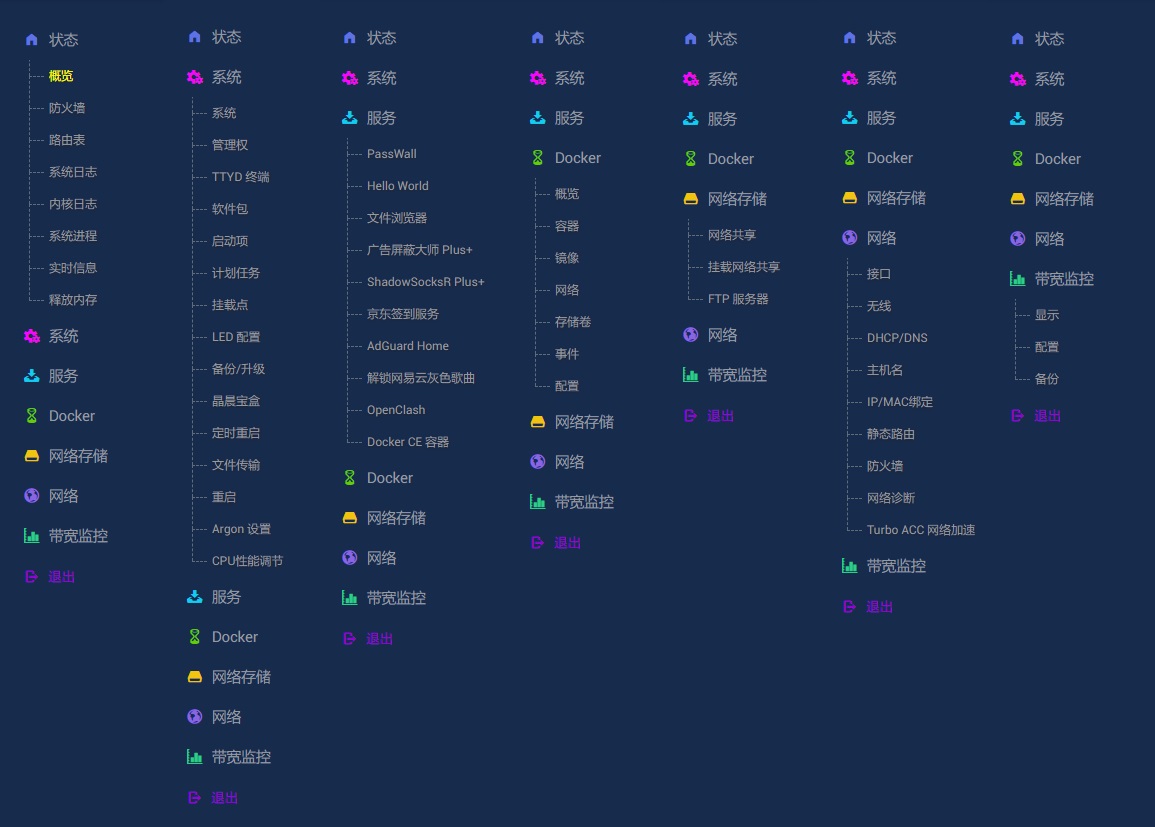 状态
概览
防火墙
路由表
系统日志
内核日志
系统进程
实时信息
释放内存
系统
服务
Docker
网络存储
网络
带宽监控
退出
状态
系统
系统
管理权
TTYD 终端
软件包
启动项
计划任务
挂载点
LED 配置
备份/升级
晶晨宝盒
定时重启
文件传输
重启
Argon 设置
CPU性能调节
服务
Docker
网络存储
网络
带宽监控
退出
状态
系统
服务
PassWall
Hello World
文件浏览器
广告屏蔽大师 Plus+
ShadowSocksR Plus+
京东签到服务
AdGuard Home
解锁网易云灰色歌曲
OpenClash
Docker CE 容器
Docker
网络存储
网络
带宽监控
退出
状态
系统
服务
Docker
概览
容器
镜像
网络
存储卷
事件
配置
网络存储
网络
带宽监控
退出
状态
系统
服务
Docker
网络存储
网络共享
挂载网络共享
FTP 服务器
网络
带宽监控
退出
状态
系统
服务
Docker
网络存储
网络
接口
无线
DHCP/DNS
主机名
IP/MAC绑定
静态路由
防火墙
网络诊断
Turbo ACC 网络加速
带宽监控
退出
状态
系统
服务
Docker
网络存储
网络
带宽监控
显示
配置
备份
退出